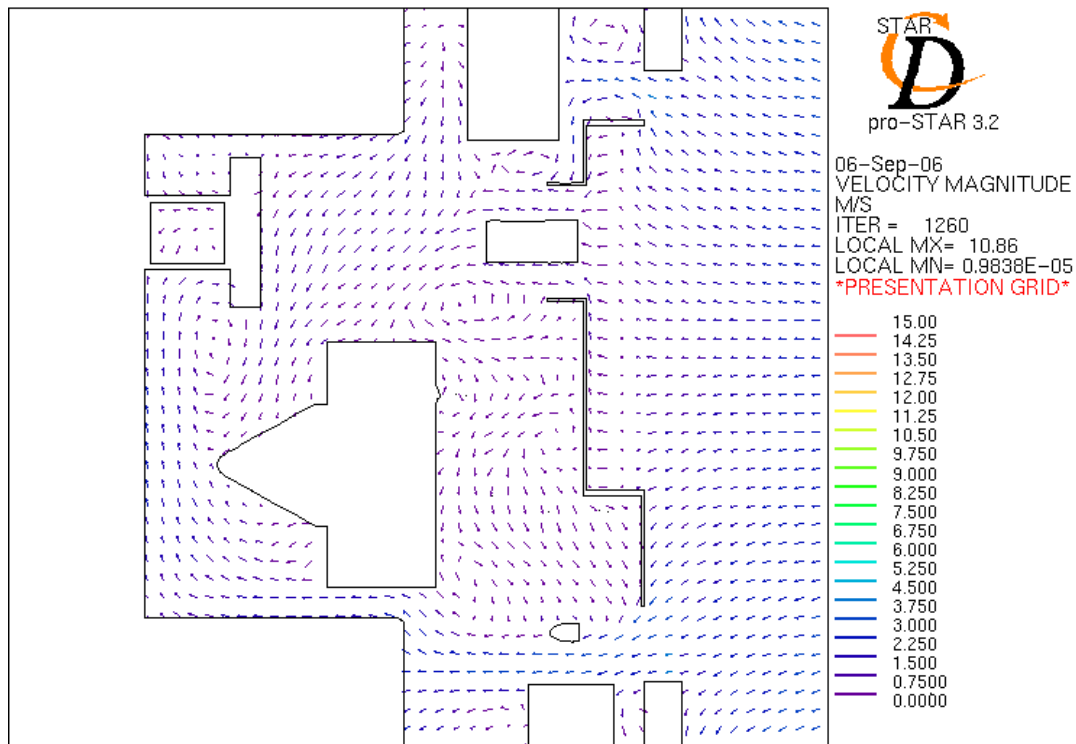 STAR
D
pro-STAR 3.2
06-Sep-06
VELOCITY MAGNITUDE
M/S
ITER = 1260
LOCAL MX= 10.86
LOCAL MN= 0.9838E-05
*PRESENTATION GRID*
15.00
14.25
13.50
12.75
12.00
11.25
10.50
9.750
9.000
8.250
7.500
6.750
6.000
5.250
4.500
3.750
3.000
2.250
1.500
0.7500
0.0000